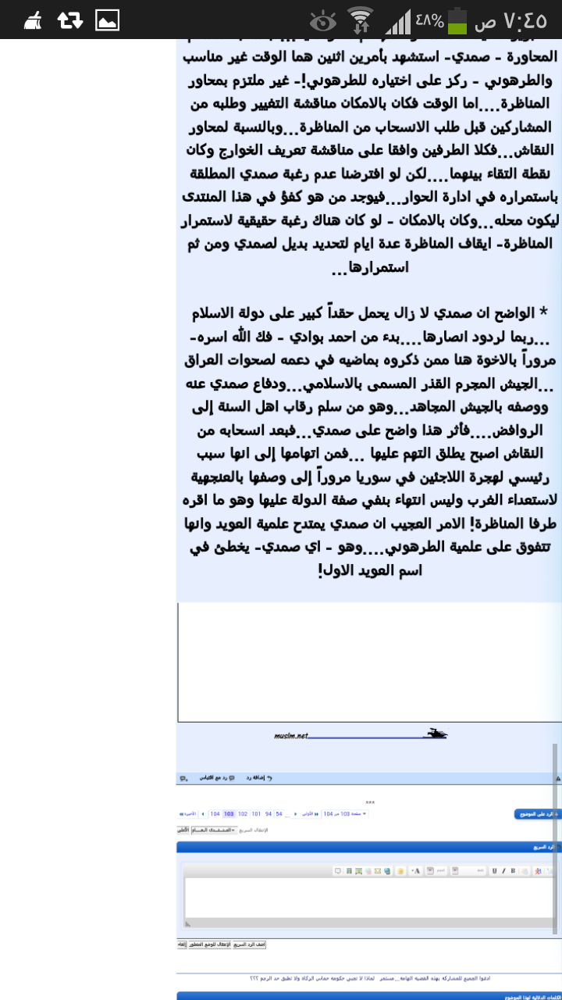 ٧:٤٥ ص ٤٨%
المحاورة - صمدي- استشهد بأمرين اثنين هما الوقت غير مناسب
والطرهوني - ركز على اختياره للطرهوني!- غير ملتزم بمحاور
المناظرة....اما الوقت فكان بالامكان مناقشة التغيير وطلبه من
المشاركين قبل طلب الانسحاب من المناظرة...وبالنسبة لمحاور
النقاش...فكلا الطرفين وافقا على مناقشة تعريف الخوارج وكان
نقطة التقاء بينهما....لكن لو افترضنا عدم رغبة صمدي المطلقة
باستمراره في ادارة الحوار...فيوجد من هو كفؤ في هذا المنتدى
ليكون محله...وكان بالامكان - لو كان هناك رغبة حقيقية لاستمرار
المناظرة- ايقاف المناظرة عدة ايام لتحديد بديل لصمدي ومن ثم
استمرارها...
* الواضح ان صمدي لا زال يحمل حقداً كبير على دولة الاسلام
...ربما لردود انصارها....بدء من احمد بوادي - فك الله اسره-
مروراً بالاخوة هنا ممن ذكروه بماضيه في دعمه لصحوات العراق
...الجيش المجرم القذر المسمى بالاسلامي...ودفاع صمدي عنه
ووصفه بالجيش المجاهد...وهو من سلم رقاب اهل السنة إلى
الروافض....فأثر هذا واضح على صمدي...فبعد انسحابه من
النقاش اصبح يطلق التهم عليها ...فمن اتهامها إلى انها سبب
رئيسي لهجرة اللاجئين في سوريا مروراً إلى وصفها بالعنجهية
لاستعداء الغرب وليس انتهاء بنفي صفة الدولة عليها وهو ما اقره
طرفا المناظرة! الامر العجيب ان صمدي يمتدح علمية العويد وانها
تتفوق على علمية الطرهوني....وهو - اي صمدي- يخطئ في
اسم العويد الاول!
muslm.net
إضافة رد رد مع اقتباس
***
الرد على الموضوع
صفحة 103 من 104 الأولى ... 54 94 101 102 103 104 الأخيرة
الإنتقال السريع المنتدى العام
الرد السريع
اضف الرد السريع الإنتقال للوضع المتطور
ادعوا الجميع للمشاركة بهذه القضيه الهامه...مستمر لماذا لا تجبي حكومة حماس الزكاة ولا تطبق حد الرجم ؟؟؟
الكلمات الدلالية لهذا الموضوع